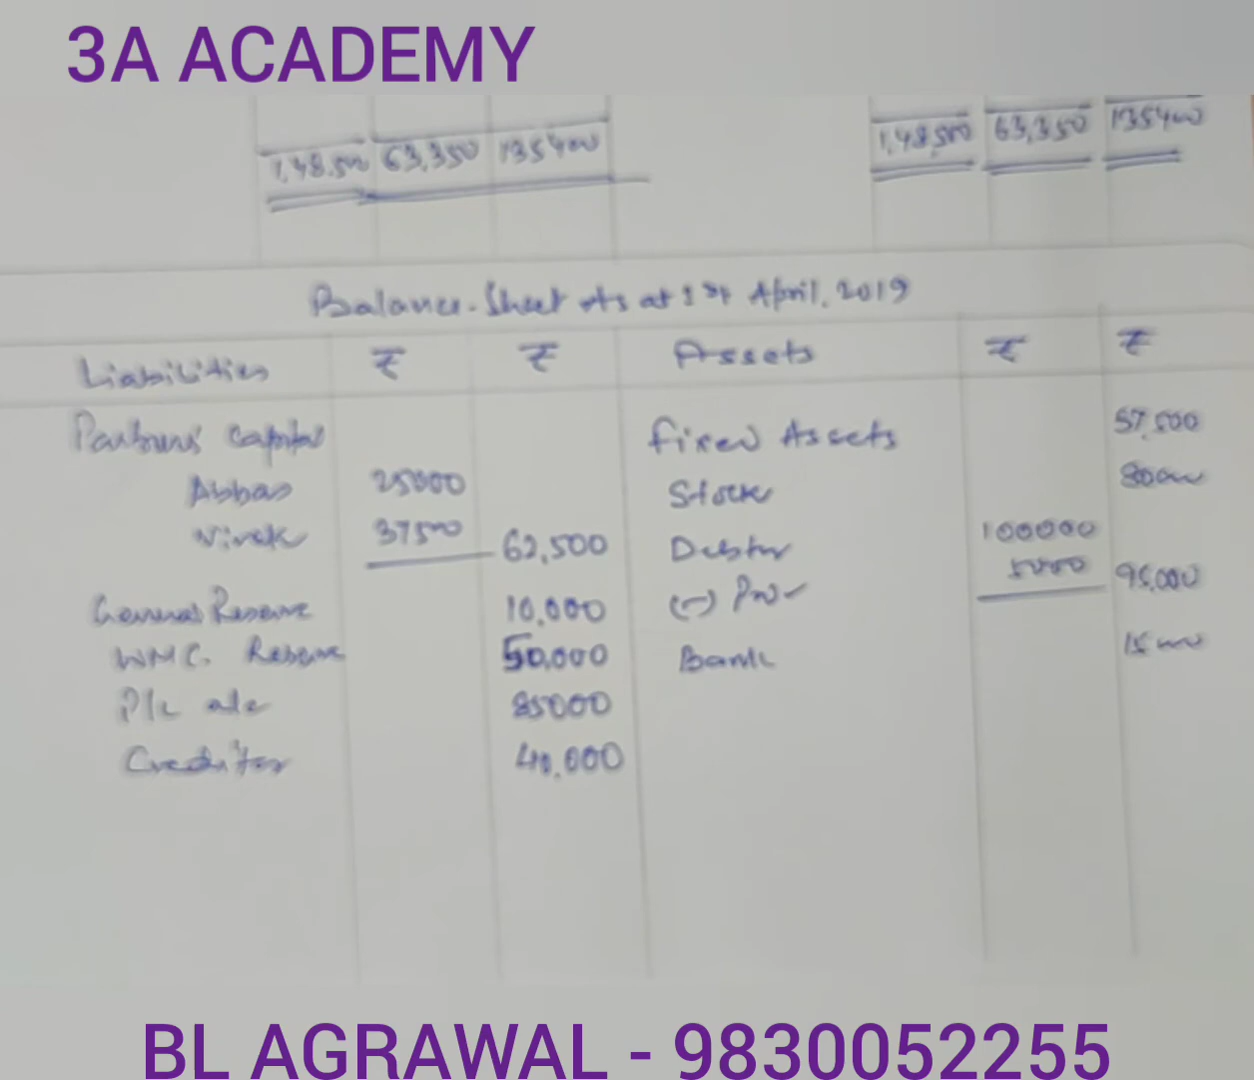 3A ACADEMY
1,48,500 63,350 135400 1,48,500 63,350 135400
Balance-Sheet As at 1st April, 2019
Liabilities ₹ ₹ Assets ₹ ₹
Partners' Capital Fixed Assets 57,500
Abbas 25000 Stock 80000
Vivek 37500 62,500 Debtor 100000
General Reserve 10,000 (-) 5000 95,000
WMC. Reserve 50,000 Bank 15000
P/L a/c 85000
Creditor 40,000
BL AGRAWAL - 9830052255